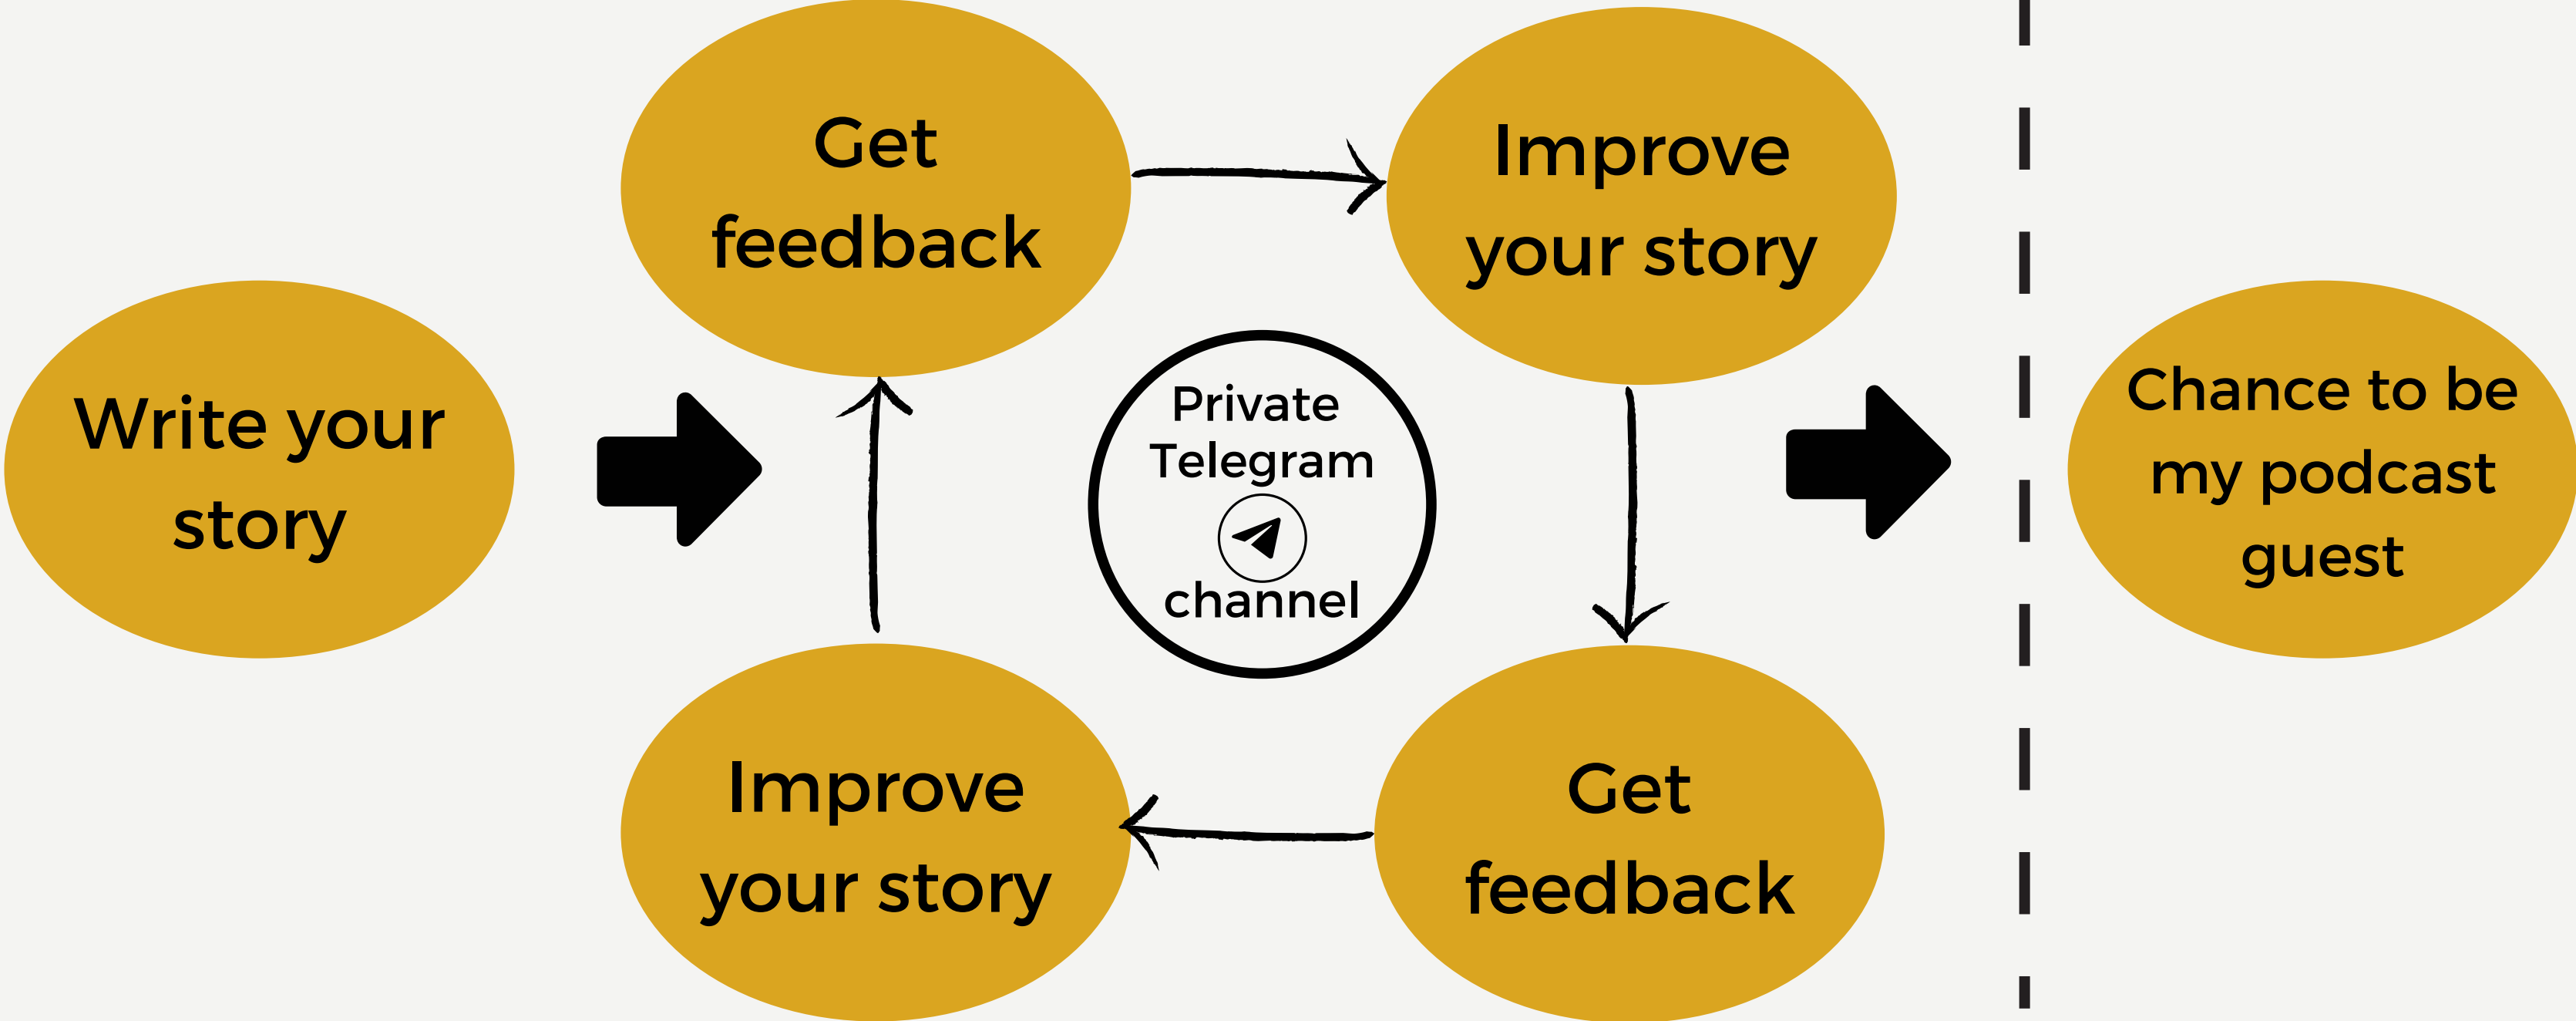 Write your
story
Get
feedback
Improve
your story
Private
Telegram
channel
Improve
your story
Get
feedback
Chance to be
my podcast
guest